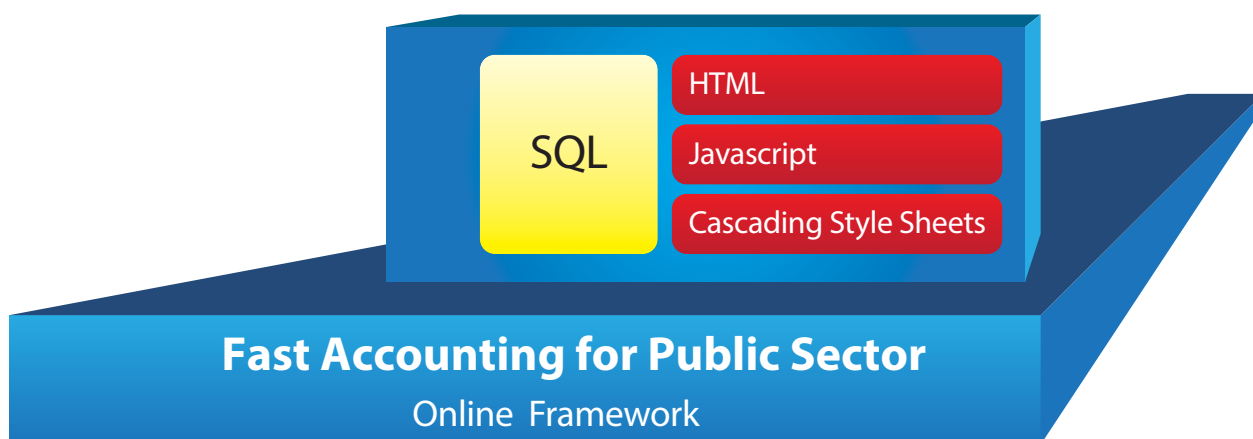 SQL
HTML
Javascript
Cascading Style Sheets
Fast Accounting for Public Sector
Online Framework